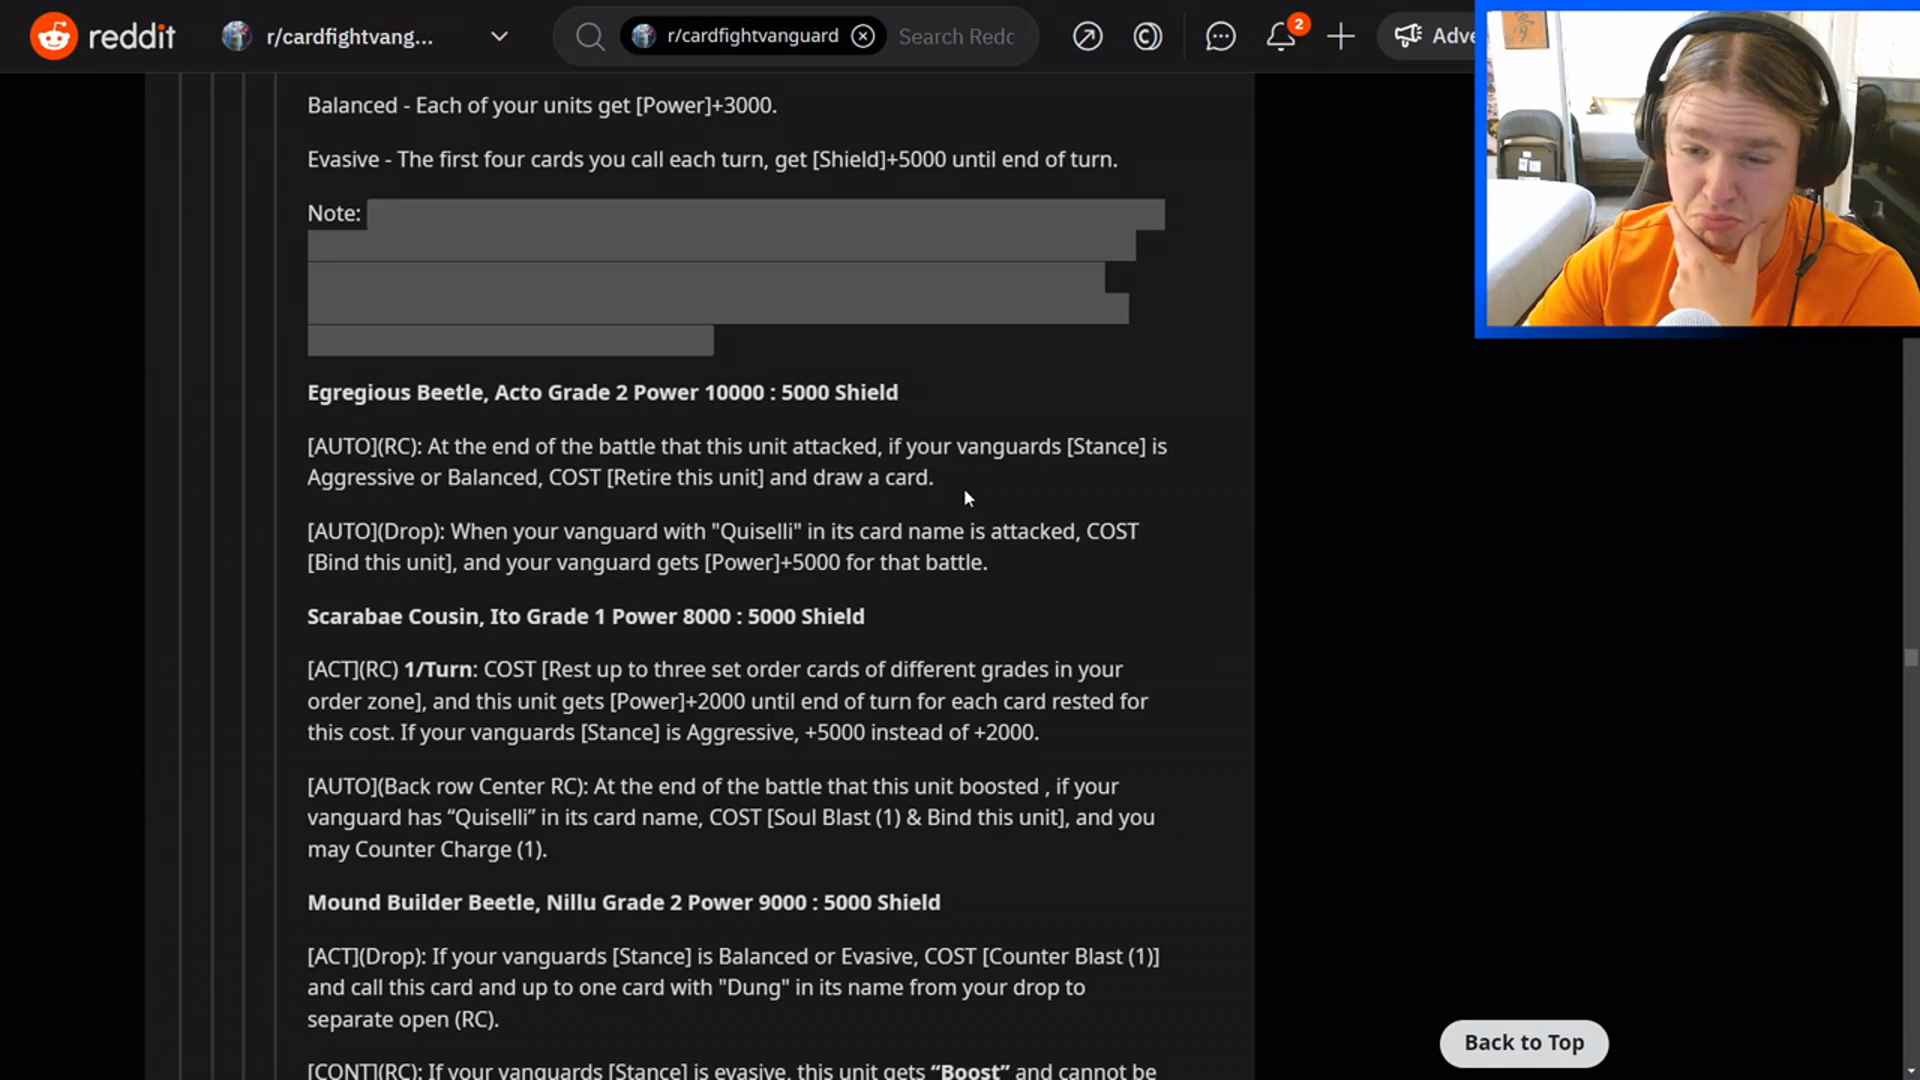 reddit
r/cardfightvang...
r/cardfightvanguard
Search Redc
2
Adve
Balanced - Each of your units get [Power]+3000.
Evasive - The first four cards you call each turn, get [Shield]+5000 until end of turn.
Note:
Egregious Beetle, Acto Grade 2 Power 10000 : 5000 Shield
[AUTO](RC): At the end of the battle that this unit attacked, if your vanguards [Stance] is
Aggressive or Balanced, COST [Retire this unit] and draw a card.
[AUTO](Drop): When your vanguard with "Quiselli" in its card name is attacked, COST
[Bind this unit], and your vanguard gets [Power]+5000 for that battle.
Scarabae Cousin, Ito Grade 1 Power 8000 : 5000 Shield
[ACT](RC) 1/Turn: COST [Rest up to three set order cards of different grades in your
order zone], and this unit gets [Power]+2000 until end of turn for each card rested for
this cost. If your vanguards [Stance] is Aggressive, +5000 instead of +2000.
[AUTO](Back row Center RC): At the end of the battle that this unit boosted , if your
vanguard has “Quiselli” in its card name, COST [Soul Blast (1) & Bind this unit], and you
may Counter Charge (1).
Mound Builder Beetle, Nillu Grade 2 Power 9000 : 5000 Shield
[ACT](Drop): If your vanguards [Stance] is Balanced or Evasive, COST [Counter Blast (1)]
and call this card and up to one card with "Dung" in its name from your drop to
separate open (RC).
[CONT](RC): If your vanguards [Stance] is evasive, this unit gets “Boost” and cannot be
Back to Top